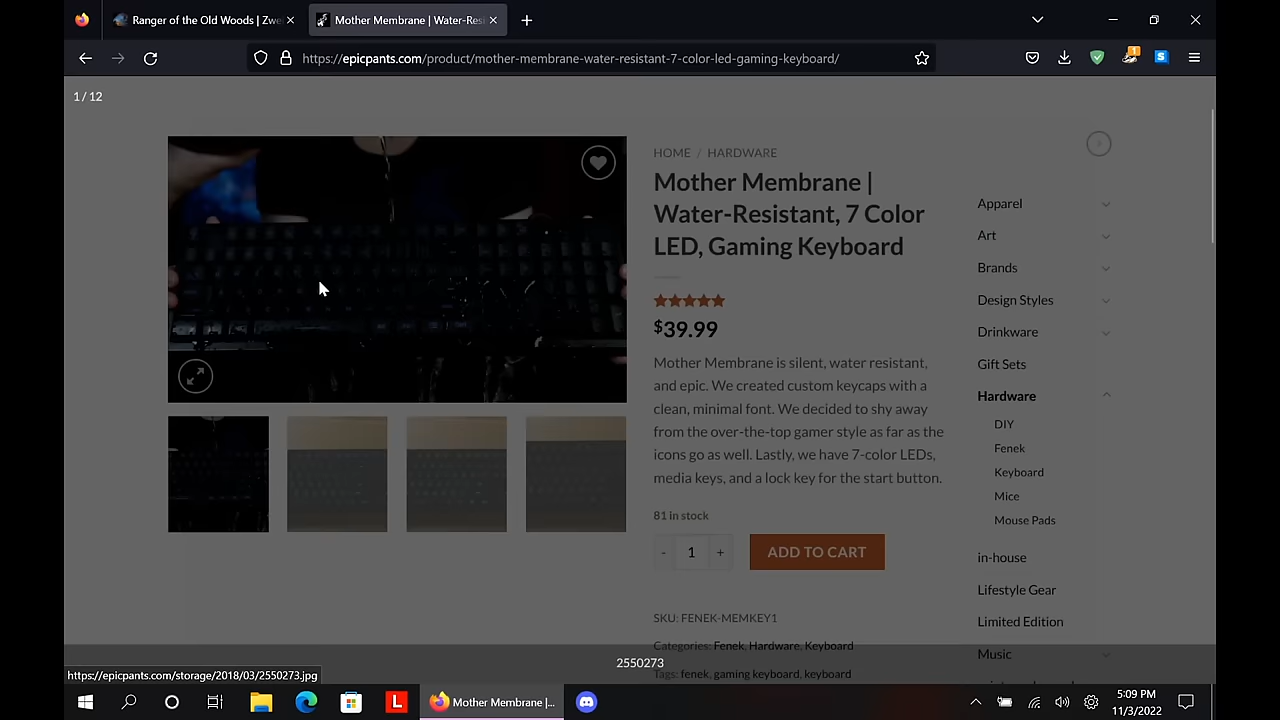 Ranger of the Old Woods | Zwe
Mother Membrane | Water-Res
https://epicpants.com/product/mother-membrane-water-resistant-7-color-led-gaming-keyboard/
1 / 12
HOME / HARDWARE
Mother Membrane |
Water-Resistant, 7 Color
LED, Gaming Keyboard
$39.99
Mother Membrane is silent, water resistant,
and epic. We created custom keycaps with a
clean, minimal font. We decided to shy away
from the over-the-top gamer style as far as the
icons go as well. Lastly, we have 7-color LEDs,
media keys, and a lock key for the start button.
81 in stock
- 1 +
ADD TO CART
SKU: FENEK-MEMKEY1
Categories: Fenek, Hardware, Keyboard
Tags: fenek, gaming keyboard, keyboard
Apparel
Art
Brands
Design Styles
Drinkware
Gift Sets
Hardware
DIY
Fenek
Keyboard
Mice
Mouse Pads
in-house
Lifestyle Gear
Limited Edition
Music
2550273
https://epicpants.com/storage/2018/03/2550273.jpg
L
Mother Membrane |...
5:09 PM
11/3/2022